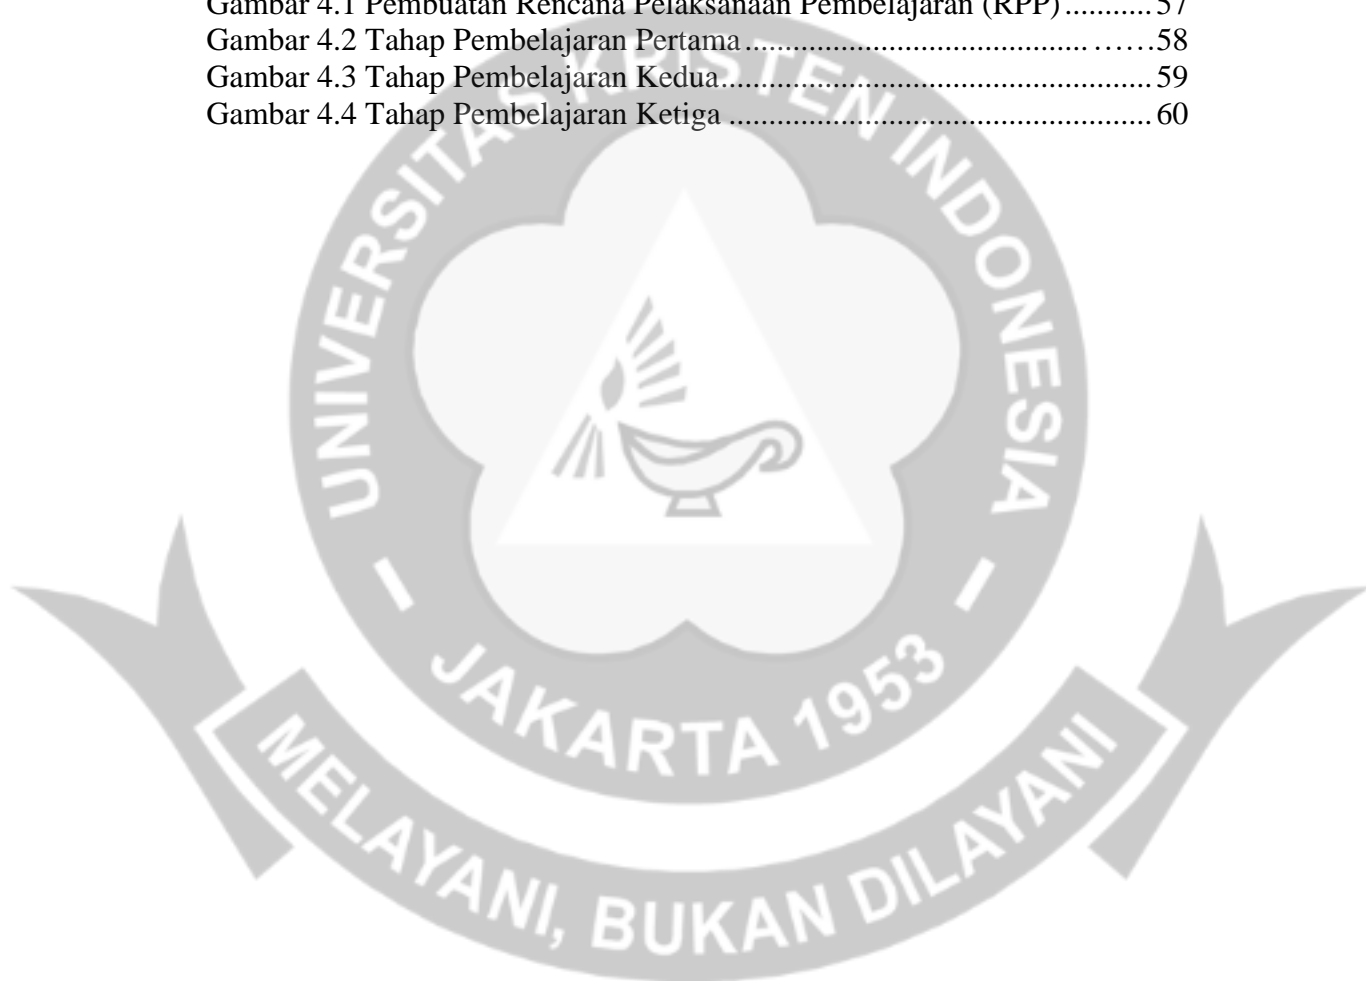 Gambar 4.1 Pembuatan Rencana Pelaksanaan Pembelajaran (RPP)...........57
Gambar 4.2 Tahap Pembelajaran Pertama.......................................... ......58
Gambar 4.3 Tahap Pembelajaran Kedua.....................................................59
Gambar 4.4 Tahap Pembelajaran Ketiga ....................................................60
UNIVERSITAS KRISTEN INDONESIA
JAKARTA 1953
MELAYANI, BUKAN DILAYANI